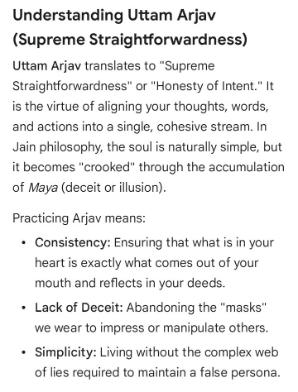 Understanding Uttam Arjav
(Supreme Straightforwardness)
Uttam Arjav translates to "Supreme
Straightforwardness" or "Honesty of Intent." It
is the virtue of aligning your thoughts, words,
and actions into a single, cohesive stream. In
Jain philosophy, the soul is naturally simple, but
it becomes "crooked" through the accumulation
of Maya (deceit or illusion).
Practicing Arjav means:
• Consistency: Ensuring that what is in your
heart is exactly what comes out of your
mouth and reflects in your deeds.
• Lack of Deceit: Abandoning the "masks"
we wear to impress or manipulate others.
• Simplicity: Living without the complex web
of lies required to maintain a false persona.